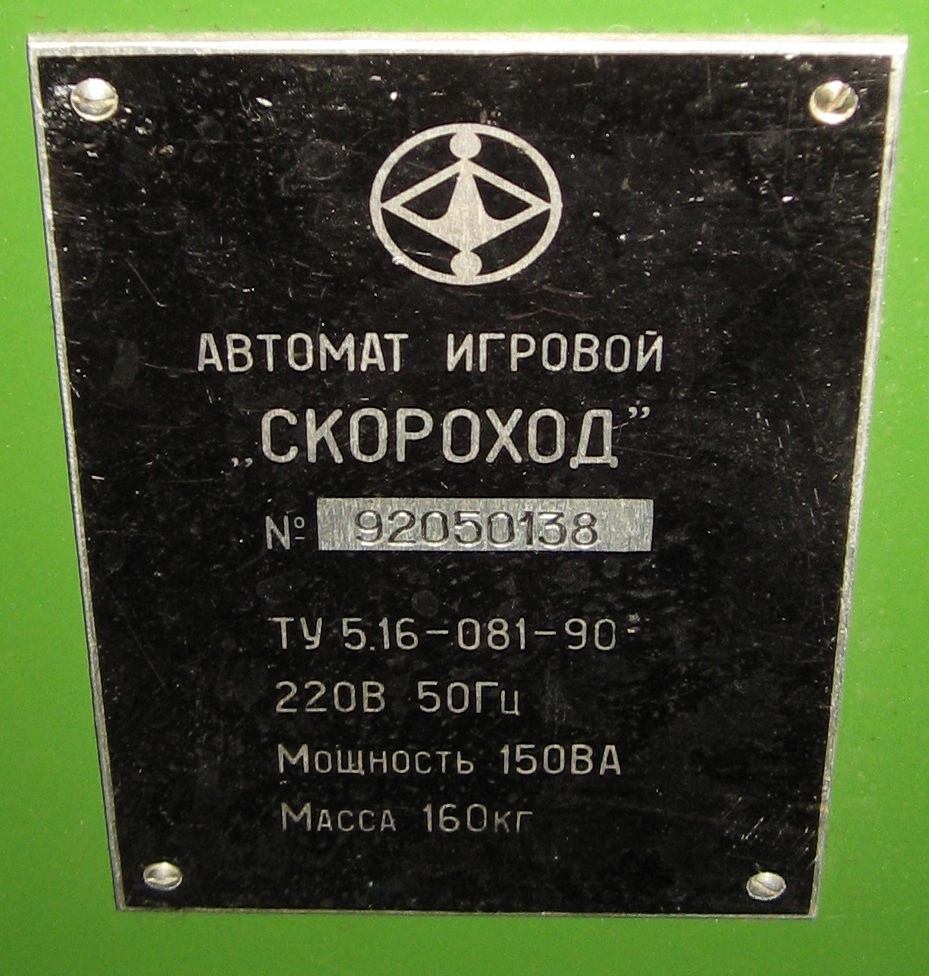 АВТОМАТ ИГРОВОЙ
„СКОРОХОД”
№ 92050138
ТУ 5.16-081-90
220В 50Гц
Мощность 150ВА
Масса 160кг